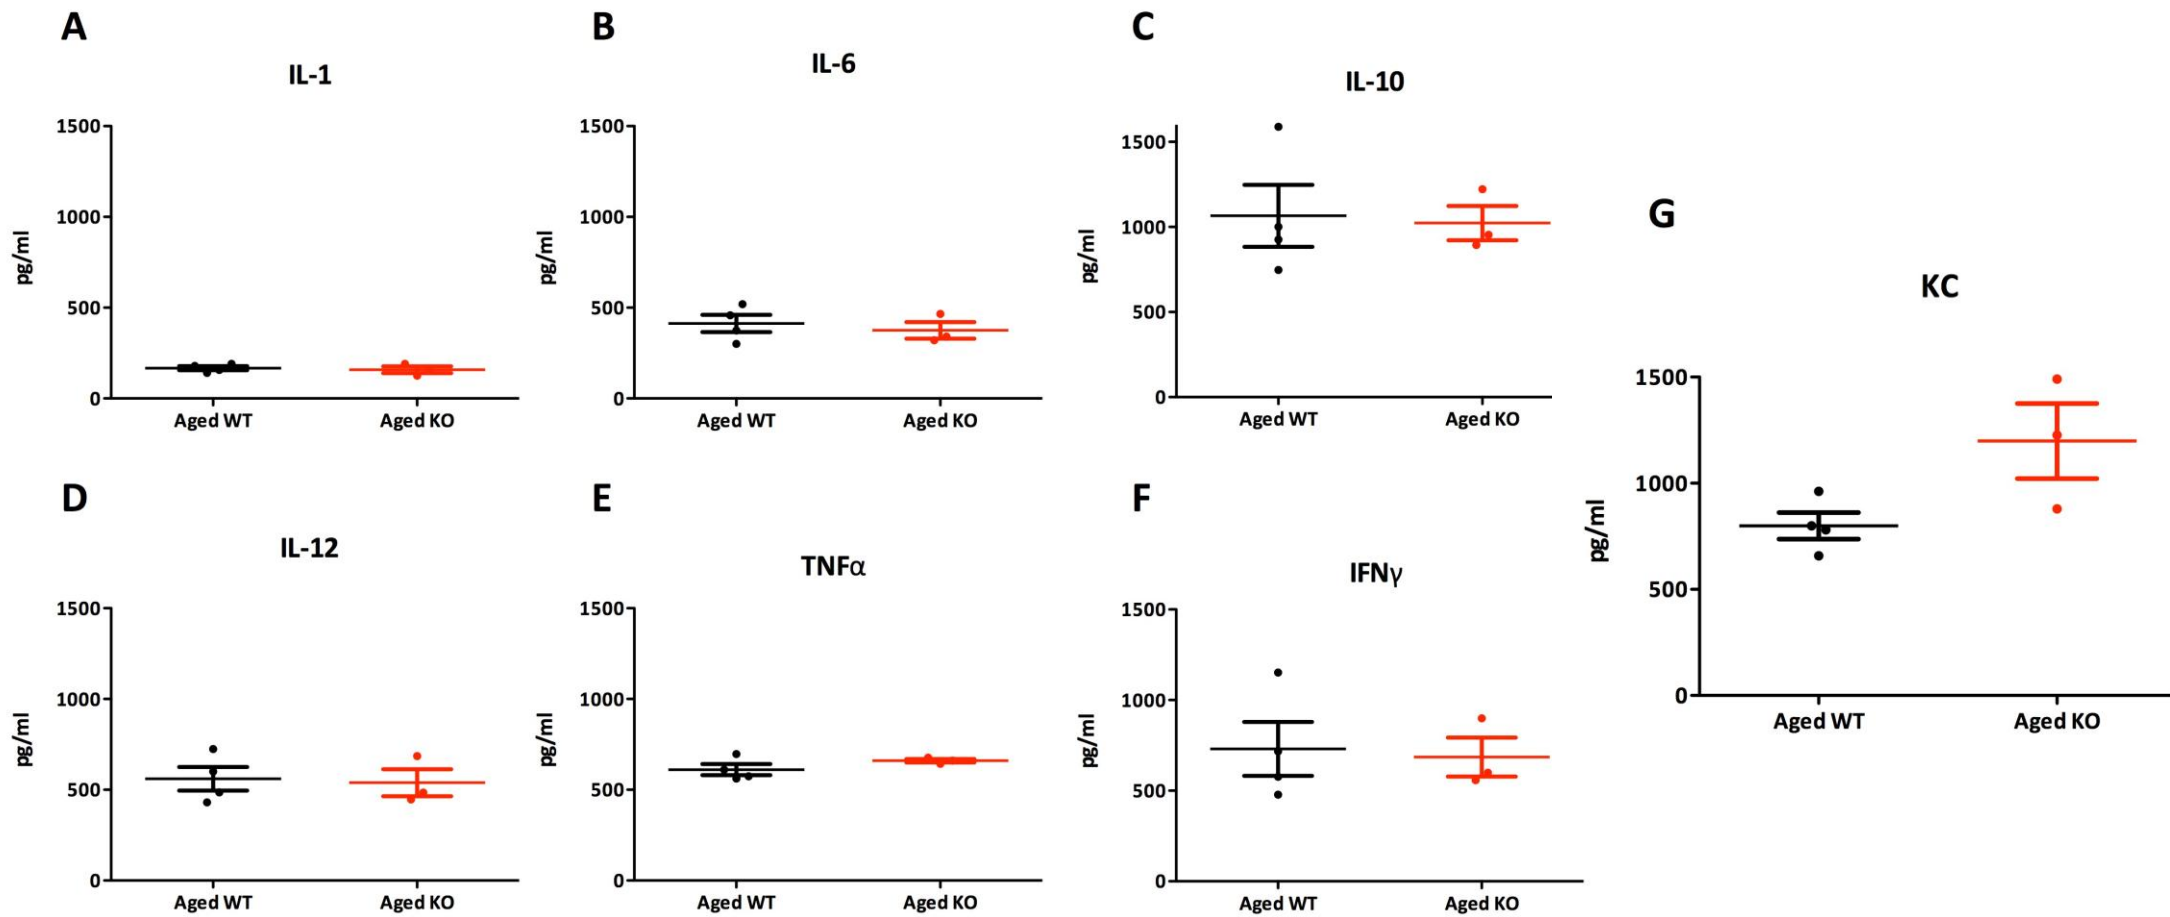 A
IL-1
1500
1000
500
0
pg/ml
Aged WT Aged KO
B
IL-6
1500
1000
500
0
pg/ml
Aged WT Aged KO
C
IL-10
1500
1000
500
0
pg/ml
Aged WT Aged KO
D
IL-12
1500
1000
500
0
pg/ml
Aged WT Aged KO
E
TNFα
1500
1000
500
0
pg/ml
Aged WT Aged KO
F
IFNγ
1500
1000
500
0
pg/ml
Aged WT Aged KO
G
KC
1500
1000
500
0
pg/ml
Aged WT Aged KO